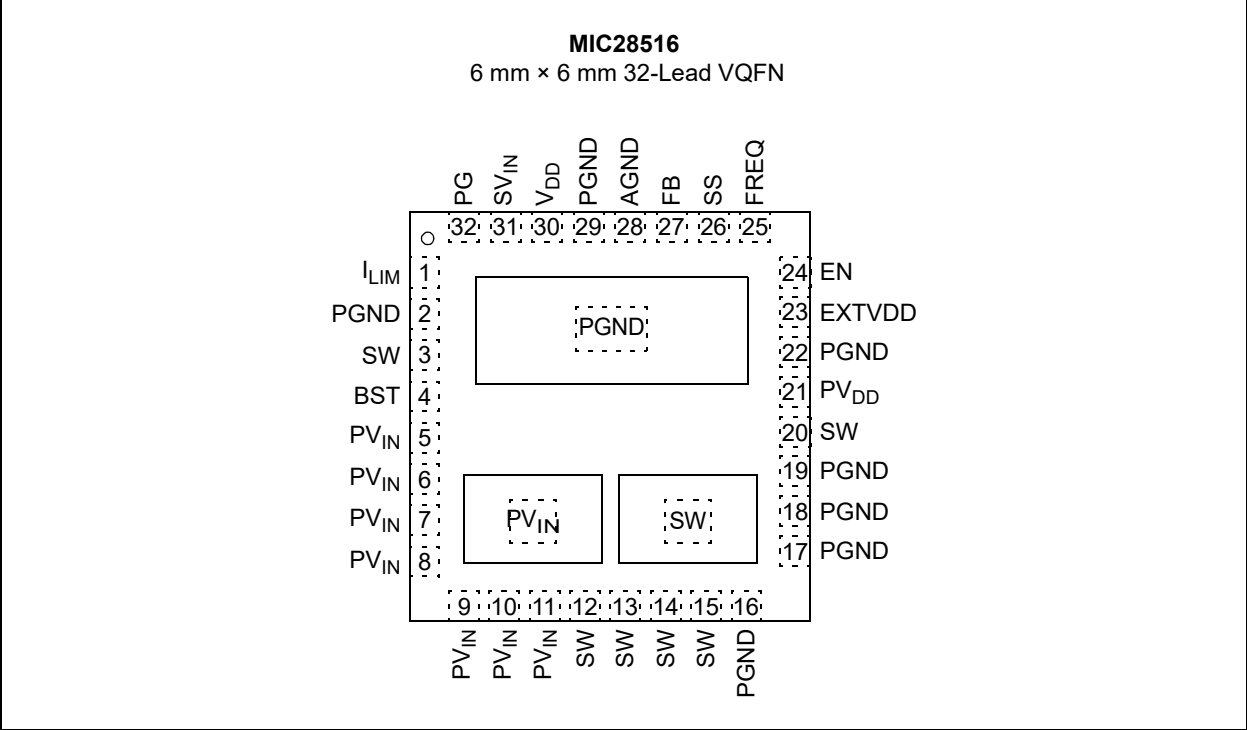 MIC28516
6 mm × 6 mm 32-Lead VQFN
PG SVIN VDD PGND AGND FB SS FREQ
32 31 30 29 28 27 26 25
ILIM 1 24 EN
PGND 2 23 EXTVDD
SW 3 22 PGND
BST 4 21 PVDD
PVIN 5 20 SW
PVIN 6 19 PGND
PVIN 7 18 PGND
PVIN 8 17 PGND
PGND
PVIN SW
9 10 11 12 13 14 15 16
PVIN PVIN PVIN SW SW SW SW PGND